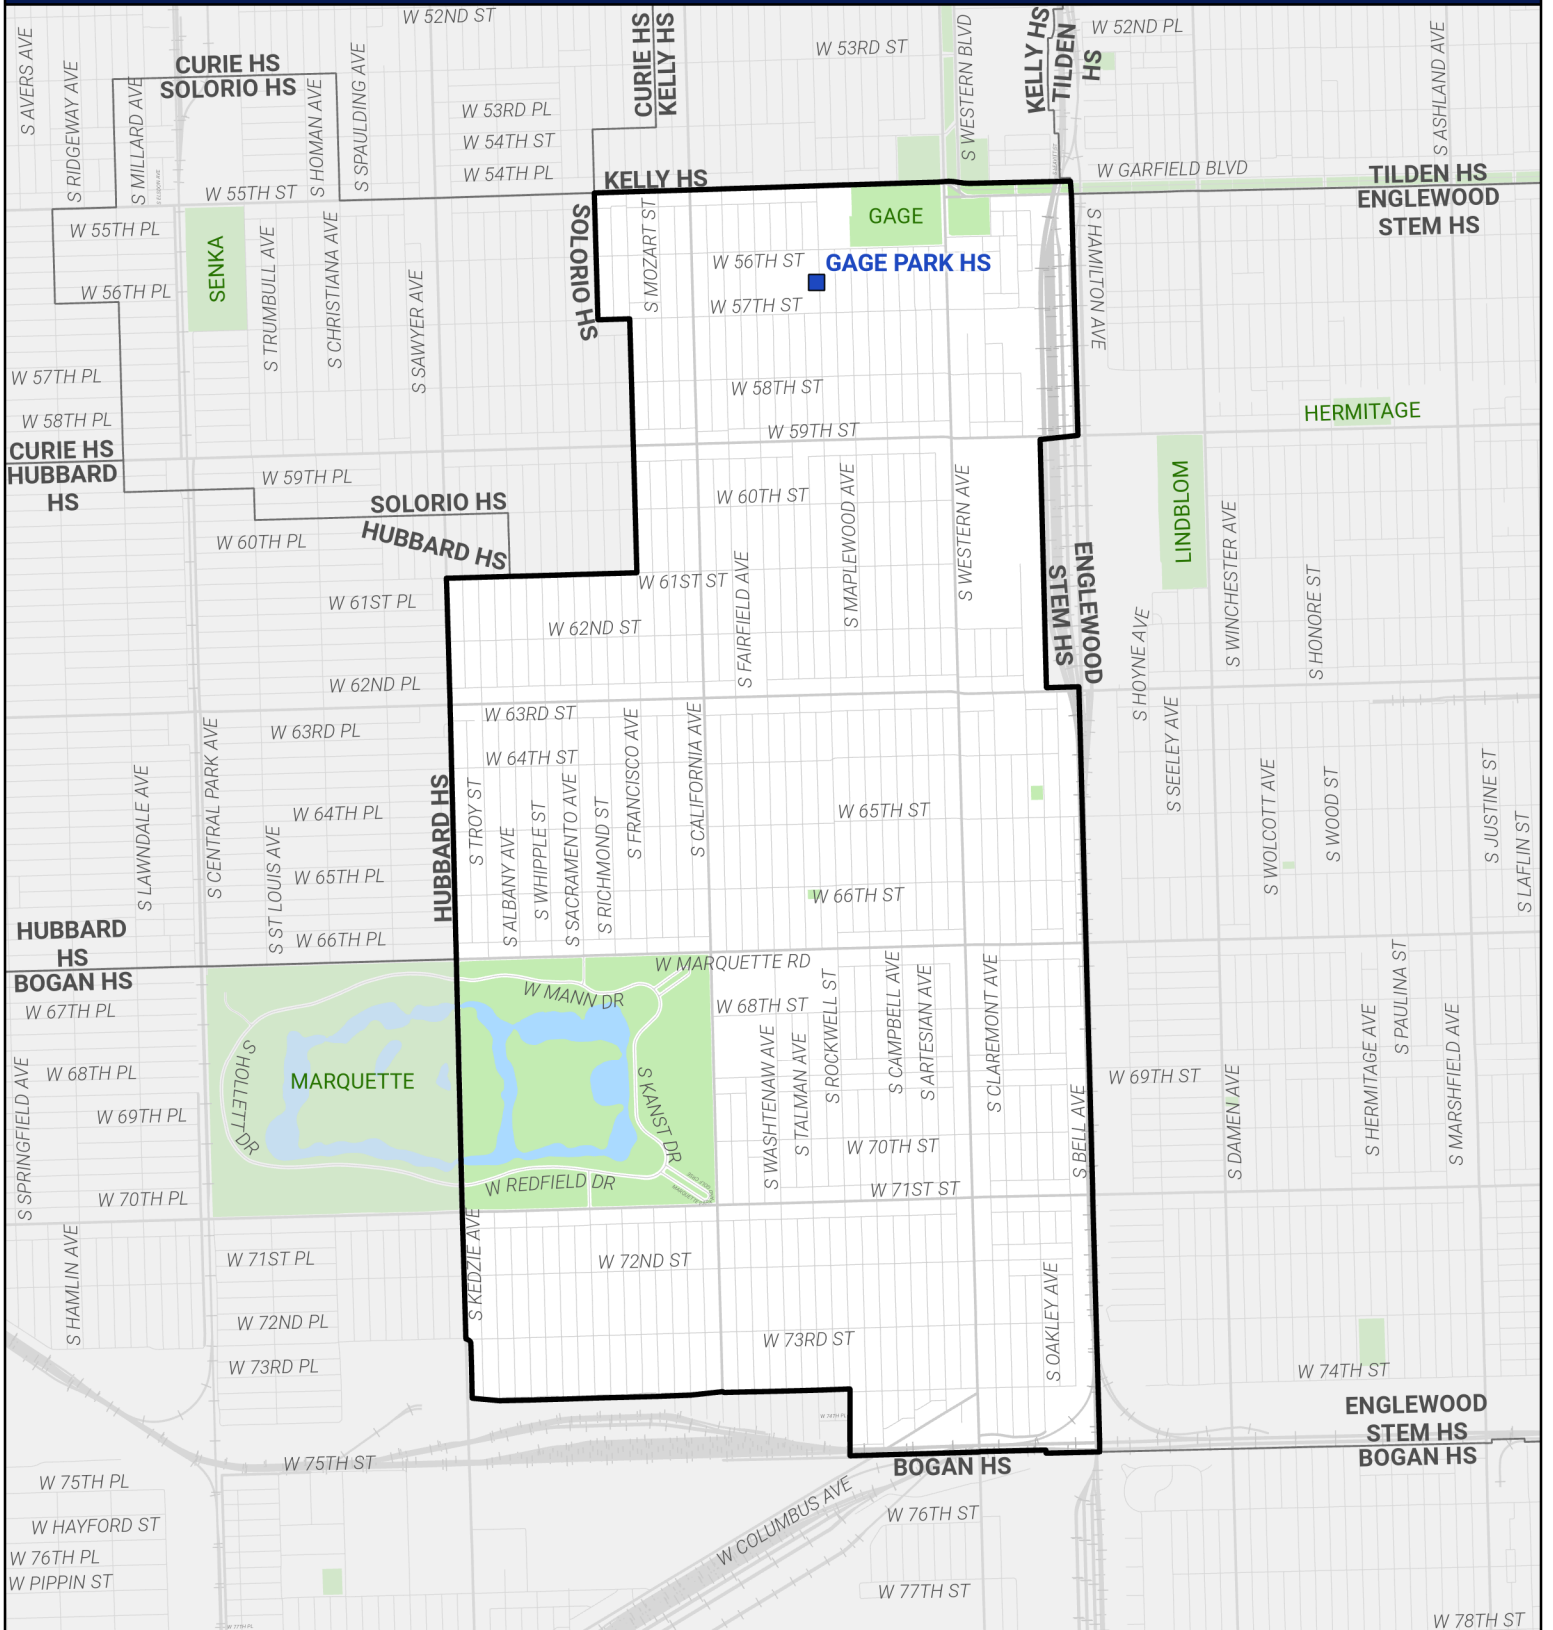 W 52ND ST
W 52ND PL
W 53RD ST
S AVERS AVE
S RIDGEWAY AVE
S MILLARD AVE
CURIE HS
SOLORIO HS
S HOMAN AVE
S SPAULDING AVE
CURIE HS
KELLY HS
S WESTERN BLVD
KELLY HS
TILDEN
HS
S ASHLAND AVE
W 53RD PL
W 54TH ST
W 54TH PL
W 55TH ST
KELLY HS
W GARFIELD BLVD
TILDEN HS
ENGLEWOOD
STEM HS
W 55TH PL
SENKA
S TRUMBULL AVE
S CHRISTIANA AVE
S SAWYER AVE
SOLORIO HS
S MOZART ST
GAGE
W 56TH ST
GAGE PARK HS
S HAMILTON AVE
W 56TH PL
W 57TH ST
W 57TH PL
W 58TH ST
W 58TH PL
HERMITAGE
W 59TH ST
CURIE HS
HUBBARD
HS
W 59TH PL
SOLORIO HS
HUBBARD HS
W 60TH ST
W 60TH PL
S MAPLEWOOD AVE
S WESTERN AVE
LINDBLOM
S WINCHESTER AVE
ENGLEWOOD
STEM HS
S FAIRFIELD AVE
W 61ST ST
W 61ST PL
S HONORE ST
S HOYNE AVE
W 62ND ST
W 62ND PL
W 63RD ST
W 63RD PL
S CENTRAL PARK AVE
S FRANCISCO AVE
S CALIFORNIA AVE
S SEELEY AVE
W 64TH ST
S LAWNDALE AVE
HUBBARD HS
S TROY ST
S ALBANY AVE
S WHIPPLE ST
S SACRAMENTO AVE
S RICHMOND ST
S WOLCOTT AVE
S WOOD ST
S JUSTINE ST
S LAFLIN ST
W 64TH PL
W 65TH ST
S ST LOUIS AVE
W 65TH PL
W 66TH ST
HUBBARD
HS
BOGAN HS
W 66TH PL
W MARQUETTE RD
W MANN DR
W 67TH PL
W 68TH ST
S ROCKWELL ST
S CAMPBELL AVE
S ARTESIAN AVE
S CLAREMONT AVE
S PAULINA ST
S HERMITAGE AVE
S MARSHFIELD AVE
S SPRINGFIELD AVE
W 68TH PL
S HOLLETT DR
MARQUETTE
S KANST DR
S WASHTENAW AVE
S TALMAN AVE
W 69TH ST
S DAMEN AVE
S BELL AVE
W 69TH PL
W 70TH ST
W REDFIELD DR
W 71ST ST
W 70TH PL
S KEDZIE AVE
S HAMLIN AVE
W 71ST PL
W 72ND ST
S OAKLEY AVE
W 72ND PL
W 73RD ST
W 73RD PL
W 74TH ST
W 74TH PL
ENGLEWOOD
STEM HS
BOGAN HS
W 75TH ST
BOGAN HS
W 75TH PL
W COLUMBUS AVE
W 76TH ST
W HAYFORD ST
W 76TH PL
W PIPPIN ST
W 77TH ST
W 77TH PL
W 78TH ST